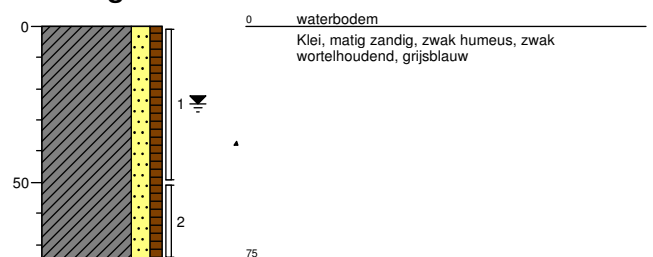 0 waterbodem
0
Klei, matig zandig, zwak humeus, zwak
wortelhoudend, grijsblauw
1
50
2
75